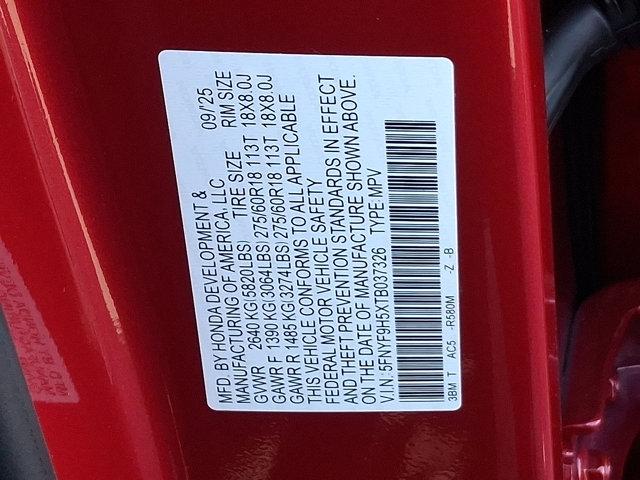 MFD. BY HONDA DEVELOPMENT &
MANUFACTURING OF AMERICA, LLC 09/'25
TIRE SIZE RIM SIZE
GVWR 2640 KG(5820LBS)
GAWR F 1390 KG(3064LBS) 275/60R18 113T 18X8.0J
GAWR R 1485 KG(3274LBS) 275/60R18 113T 18X8.0J
THIS VEHICLE CONFORMS TO ALL APPLICABLE
FEDERAL MOTOR VEHICLE SAFETY
AND THEFT PREVENTION STANDARDS IN EFFECT
ON THE DATE OF MANUFACTURE SHOWN ABOVE.
V.I.N.:5FNYF9H5XTB037326 TYPE:MPV
3BM T AC5 -R580M -Z -B